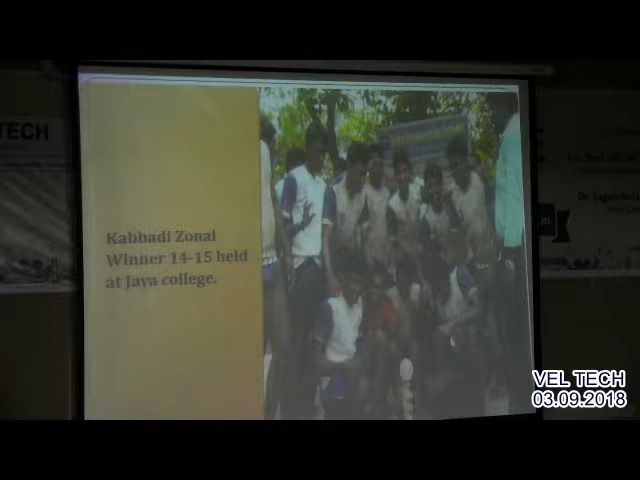 TECH
Kabbadi Zonal
Winner 14-15 held
at Jaya college.
VEL TECH
03.09.2018